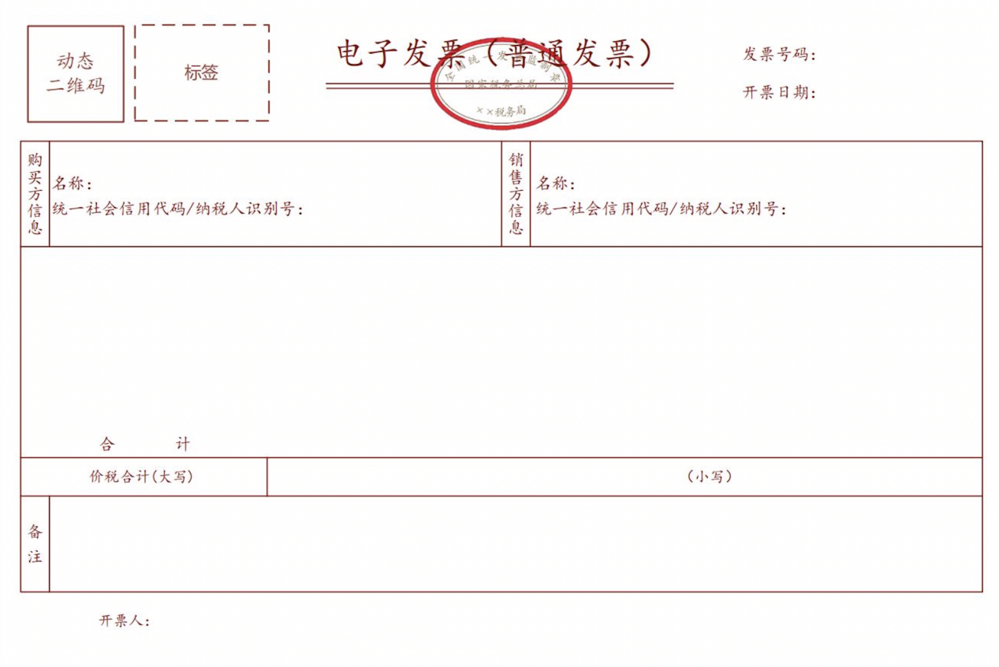 动态
二维码
标签
电子发票（普通发票）
全国统一发票监制章
国家税务总局
××税务局
发票号码：
开票日期：
购买方信息
名称：
统一社会信用代码/纳税人识别号：
销售方信息
名称：
统一社会信用代码/纳税人识别号：
合 计
价税合计(大写)
（小写）
备注
开票人：